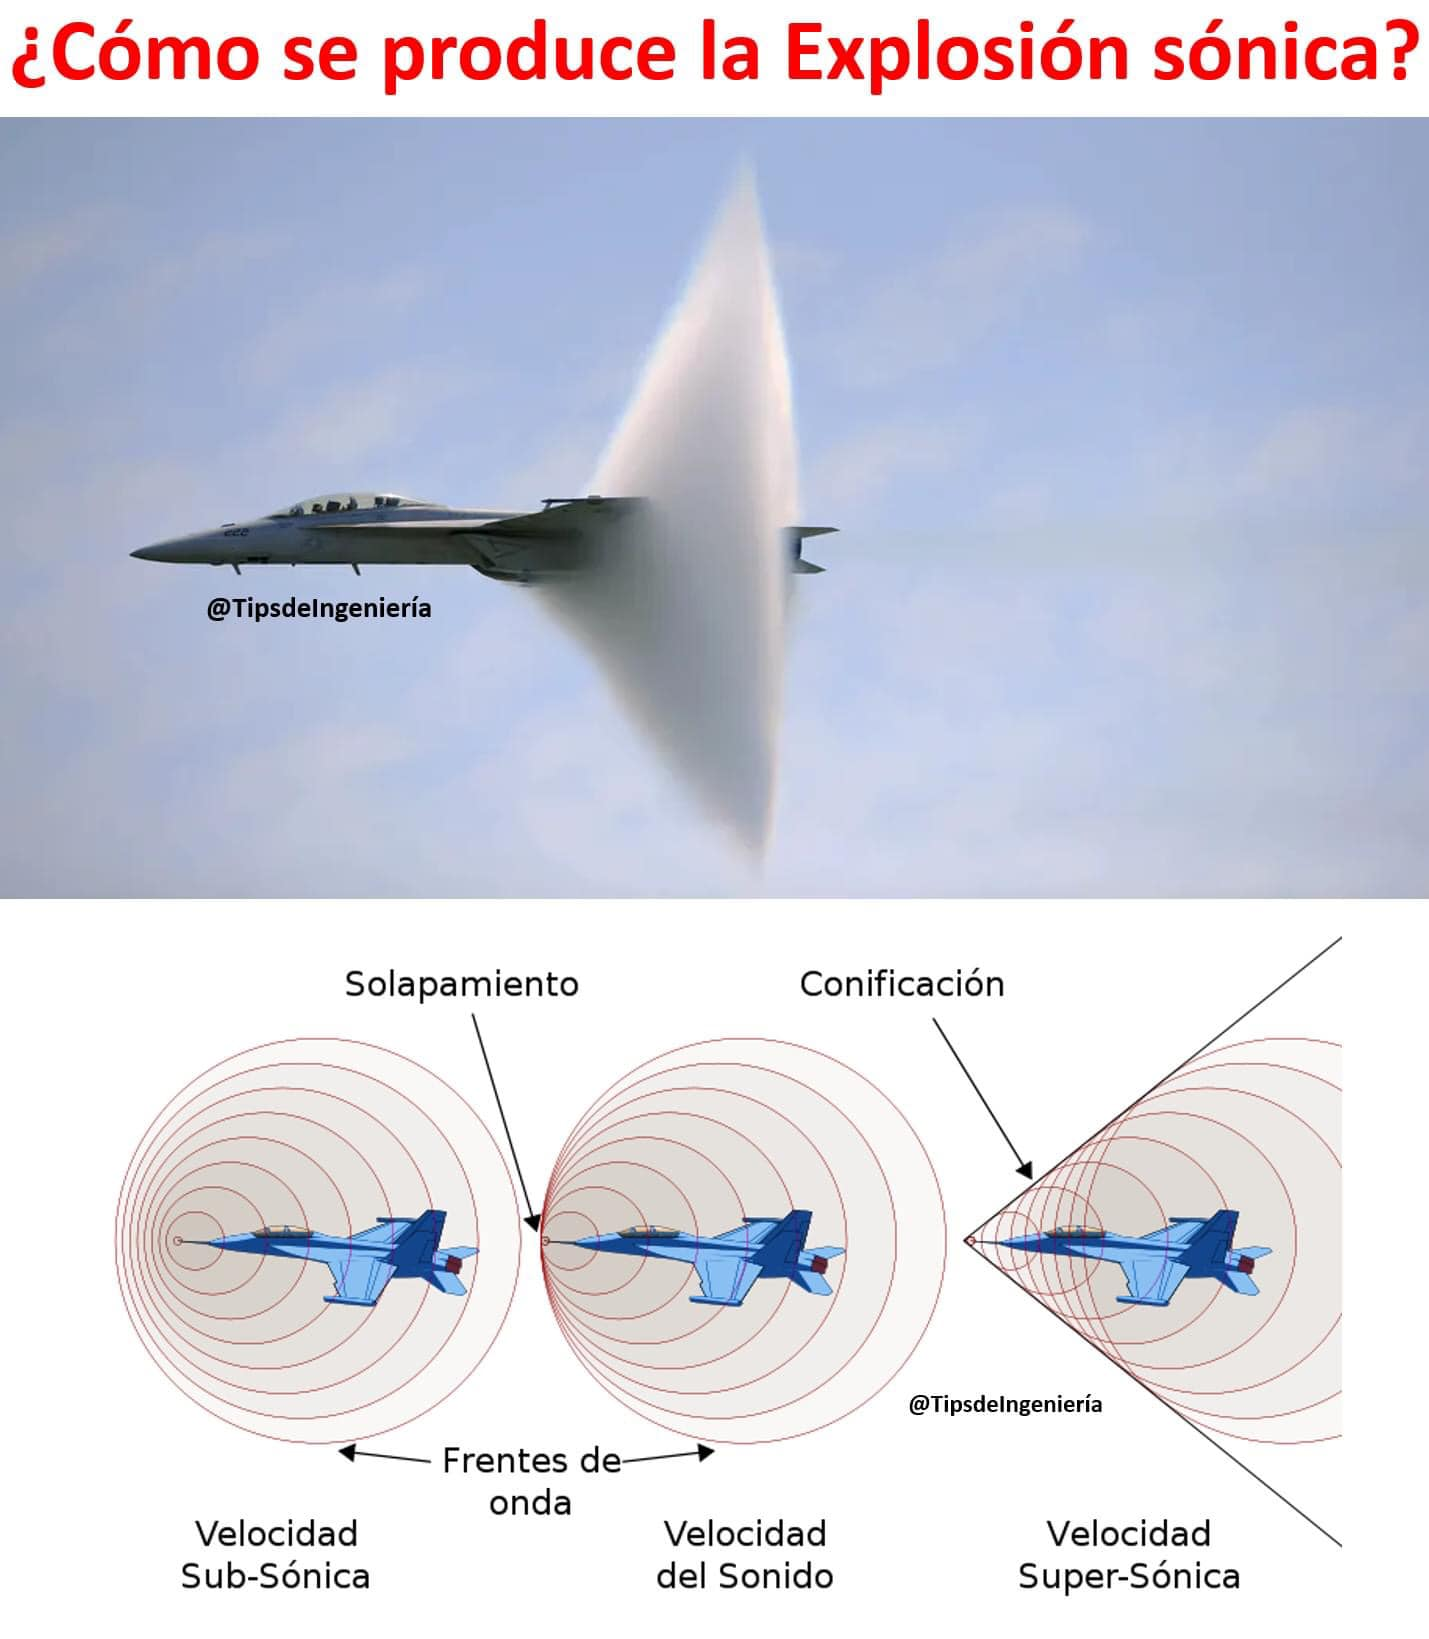 ¿Cómo se produce la Explosión sónica?
222
@TipsdeIngeniería
Solapamiento
Conificación
@TipsdeIngeniería
Frentes de
onda
Velocidad
Sub-Sónica
Velocidad
del Sonido
Velocidad
Super-Sónica